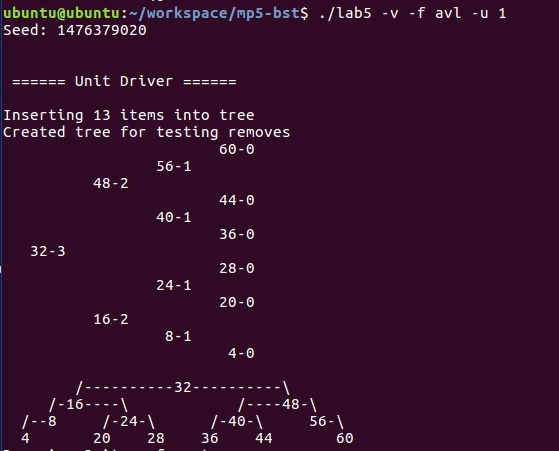 ubuntu@ubuntu:~/workspace/mp5-bst$ ./lab5 -v -f avl -u 1
Seed: 1476379020
====== Unit Driver ======
Inserting 13 items into tree
Created tree for testing removes
60-0
56-1
48-2
44-0
40-1
36-0
32-3
28-0
24-1
20-0
16-2
8-1
4-0
/----------32----------\
/-16----\ /----48-\
/--8 /-24-\ /-40-\ 56-\
4 20 28 36 44 60